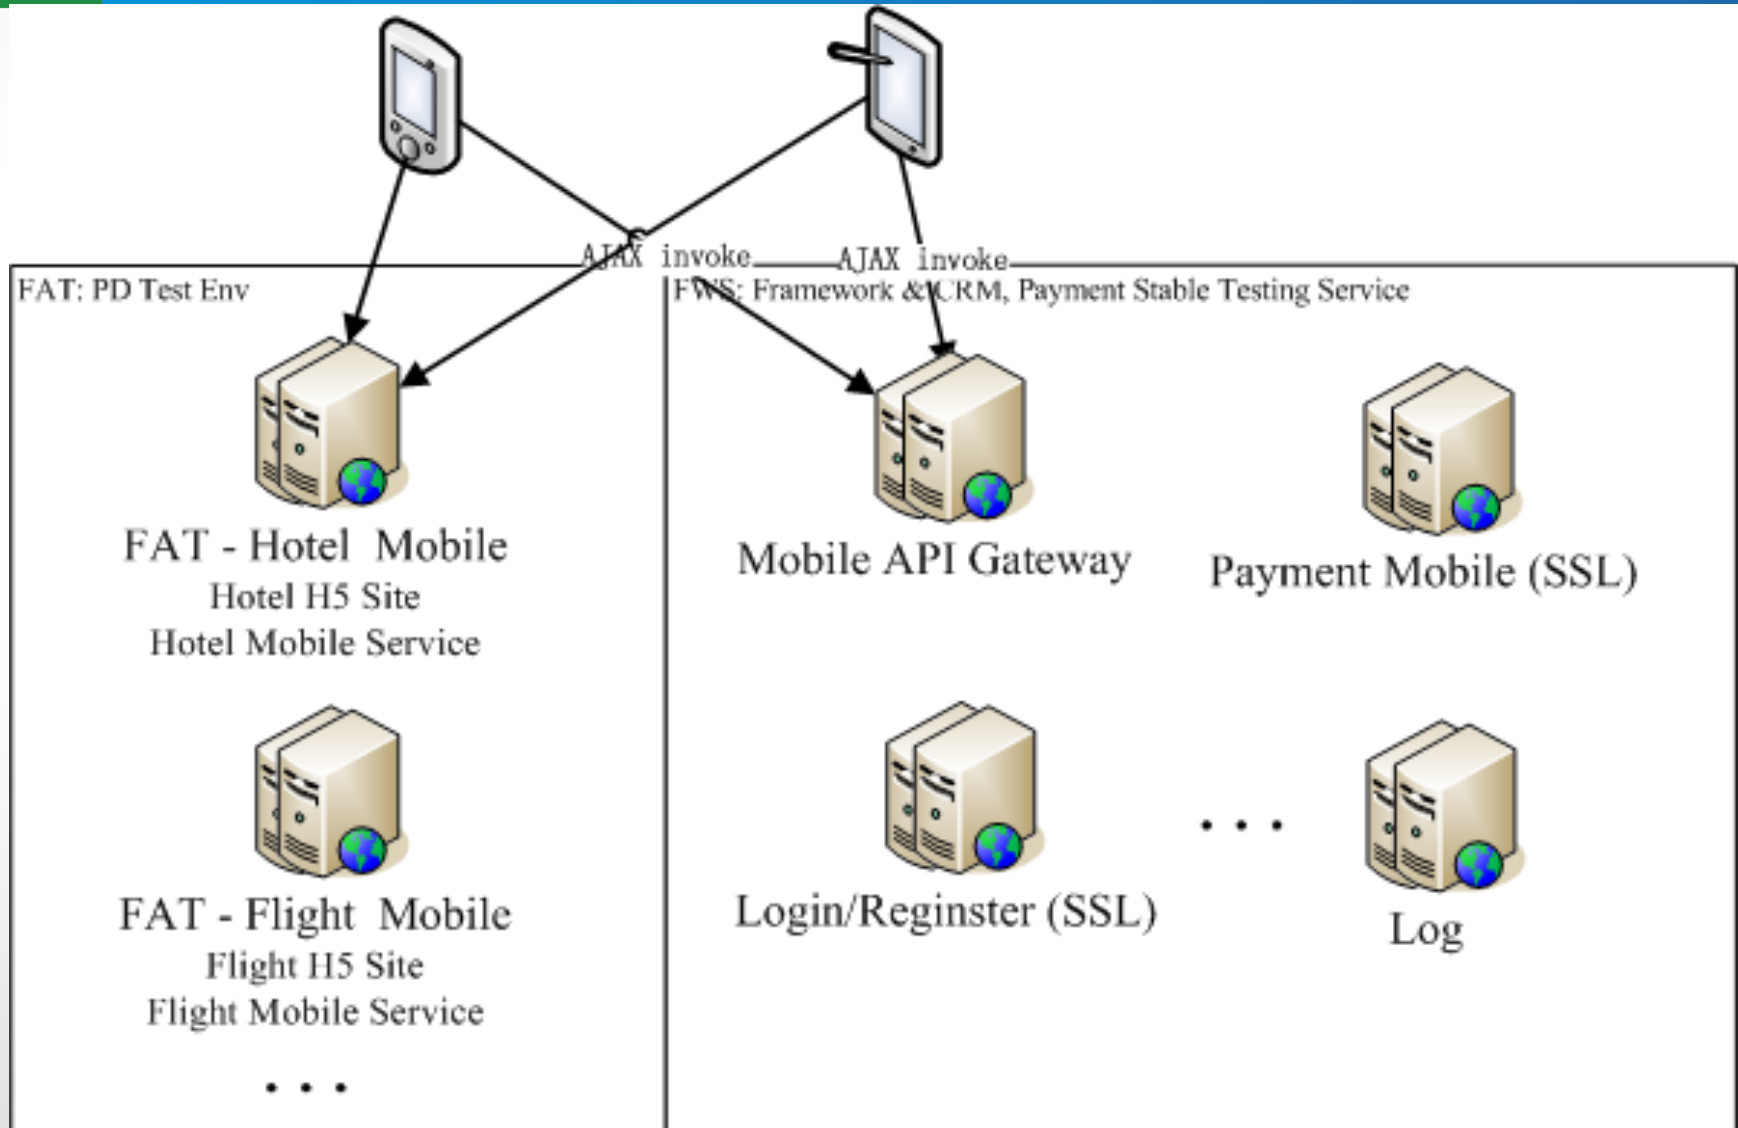 AJAX invoke
AJAX invoke
FAT: PD Test Env
FWS: Framework & CRM, Payment Stable Testing Service
FAT - Hotel Mobile
Hotel H5 Site
Hotel Mobile Service
Mobile API Gateway
Payment Mobile (SSL)
FAT - Flight Mobile
Flight H5 Site
Flight Mobile Service
. . .
Login/Reginster (SSL)
. . .
Log